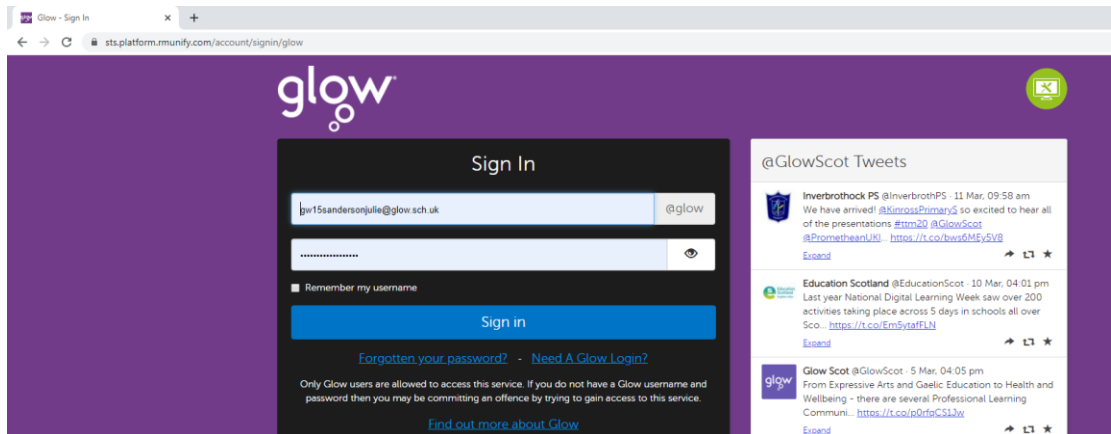 Glow - Sign In
sts.platform.rmunify.com/account/signin/glow
glow
Sign In
gw15sandersonjulie@glow.sch.uk
@glow
Remember my username
Sign in
Forgotten your password? - Need A Glow Login?
Only Glow users are allowed to access this service. If you do not have a Glow username and
password then you may be committing an offence by trying to gain access to this service.
Find out more about Glow
@GlowScot Tweets
Inverbrothock PS @InverbrothPS · 11 Mar, 09:58 am
We have arrived! @KinrossPrimaryS so excited to hear all
of the presentations #ttm20 @GlowScot
@PrometheanUKI... https://t.co/bws6MEy5V8
Expand
Education Scotland @EducationScot · 10 Mar, 04:01 pm
Last year National Digital Learning Week saw over 200
activities taking place across 5 days in schools all over
Sco... https://t.co/Em5ytafFLN
Expand
glow
Glow Scot @GlowScot · 5 Mar, 04:05 pm
From Expressive Arts and Gaelic Education to Health and
Wellbeing - there are several Professional Learning
Communi... https://t.co/p0rfqCS1Jw
Expand